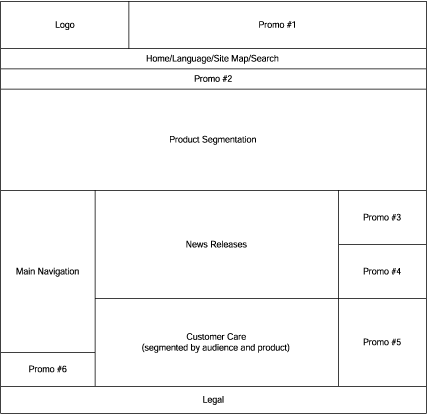 Logo
Promo #1
Home/Language/Site Map/Search
Promo #2
Product Segmentation
Main Navigation
News Releases
Promo #3
Promo #4
Customer Care
(segmented by audience and product)
Promo #5
Promo #6
Legal